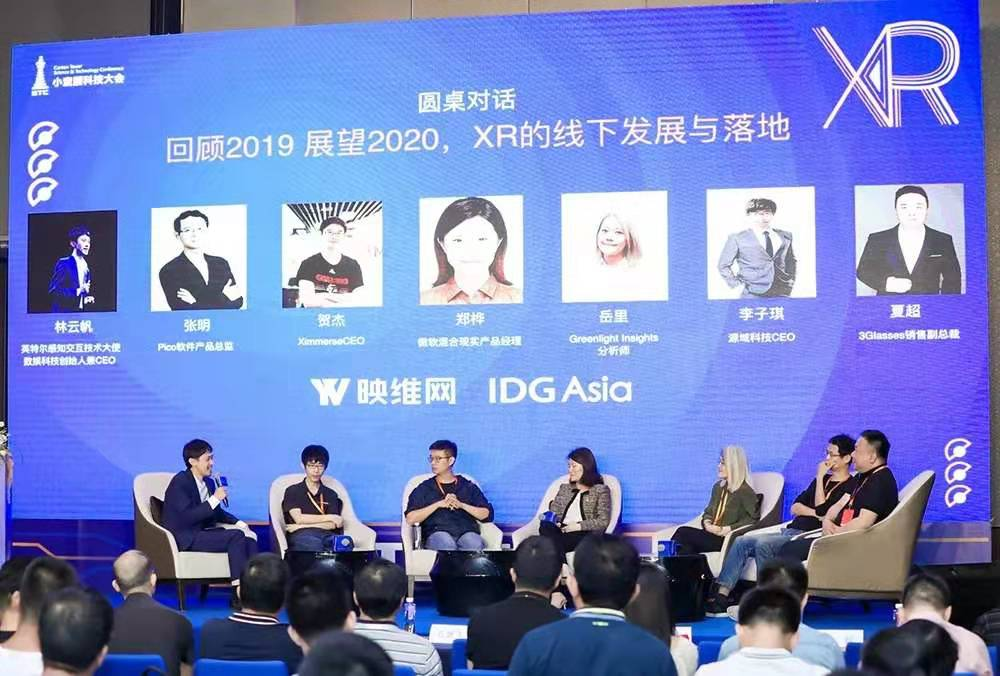 Canton Tower
Science & Technology Conference
小蛮腰科技大会
STC
XR
圆桌对话
回顾2019 展望2020，XR的线下发展与落地
林云帆
英特尔感知交互技术大使
数娱科技创始人兼CEO
张明
Pico软件产品总监
贺杰
XimmerseCEO
郑桦
微软混合现实产品经理
岳里
Greenlight Insights
分析师
李子琪
源域科技CEO
夏超
3Glasses销售副总裁
映维网
IDG Asia